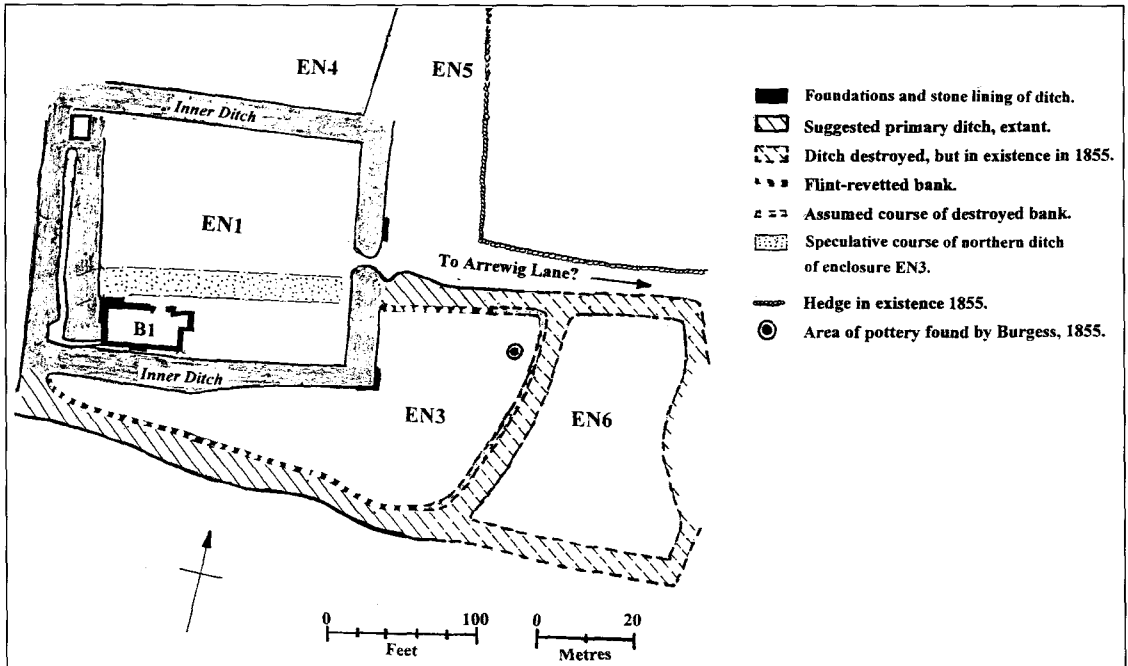 EN4
EN5
Inner Ditch
EN1
To Arrewig Lane?
B1
Inner Ditch
EN3
EN6
Foundations and stone lining of ditch.
Suggested primary ditch, extant.
Ditch destroyed, but in existence in 1855.
Flint-revetted bank.
Assumed course of destroyed bank.
Speculative course of northern ditch
of enclosure EN3.
Hedge in existence 1855.
Area of pottery found by Burgess, 1855.
0 100
Feet
0 20
Metres